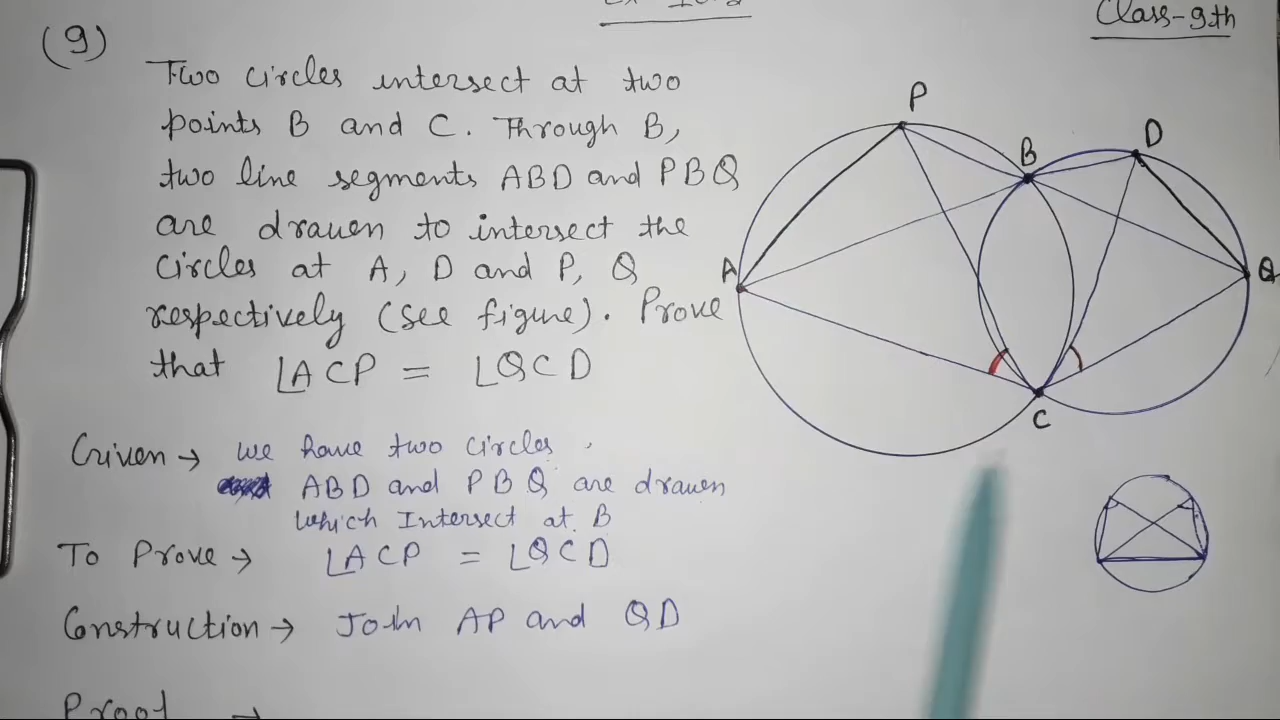 Class-9th
(9)
Two circles intersect at two
points B and C. Through B,
two line segments ABD and PBQ
are drawn to intersect the
circles at A, D and P, Q
respectively (see figure). Prove
that ∠ACP = ∠QCD
Given → we have two circles
ABD and PBQ are drawn
which Intersect at B
To Prove → ∠ACP = ∠QCD
Construction → Join AP and QD
Proof →
P
B
D
A
Q
C